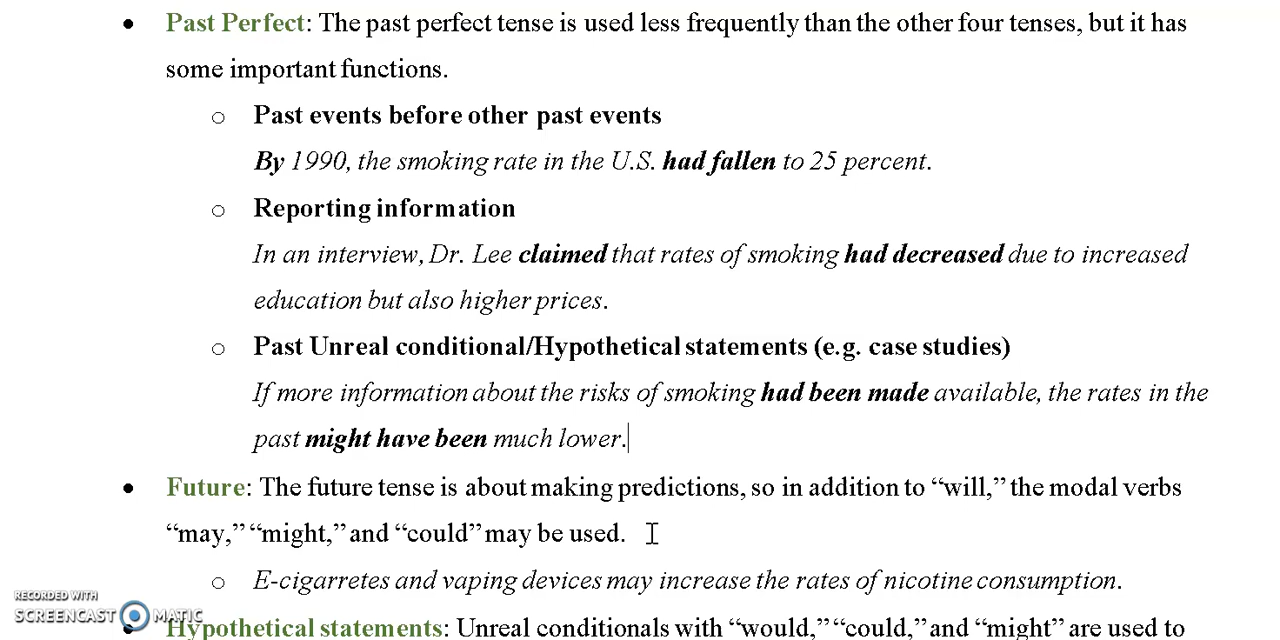 • Past Perfect: The past perfect tense is used less frequently than the other four tenses, but it has
some important functions.
○ Past events before other past events
By 1990, the smoking rate in the U.S. had fallen to 25 percent.
○ Reporting information
In an interview, Dr. Lee claimed that rates of smoking had decreased due to increased
education but also higher prices.
○ Past Unreal conditional/Hypothetical statements (e.g. case studies)
If more information about the risks of smoking had been made available, the rates in the
past might have been much lower.
• Future: The future tense is about making predictions, so in addition to “will,” the modal verbs
“may,” “might,” and “could” may be used.
○ E-cigarretes and vaping devices may increase the rates of nicotine consumption.
RECORDED WITH
SCREENCAST MATIC
• Hypothetical statements: Unreal conditionals with “would,” “could,” and “might” are used to